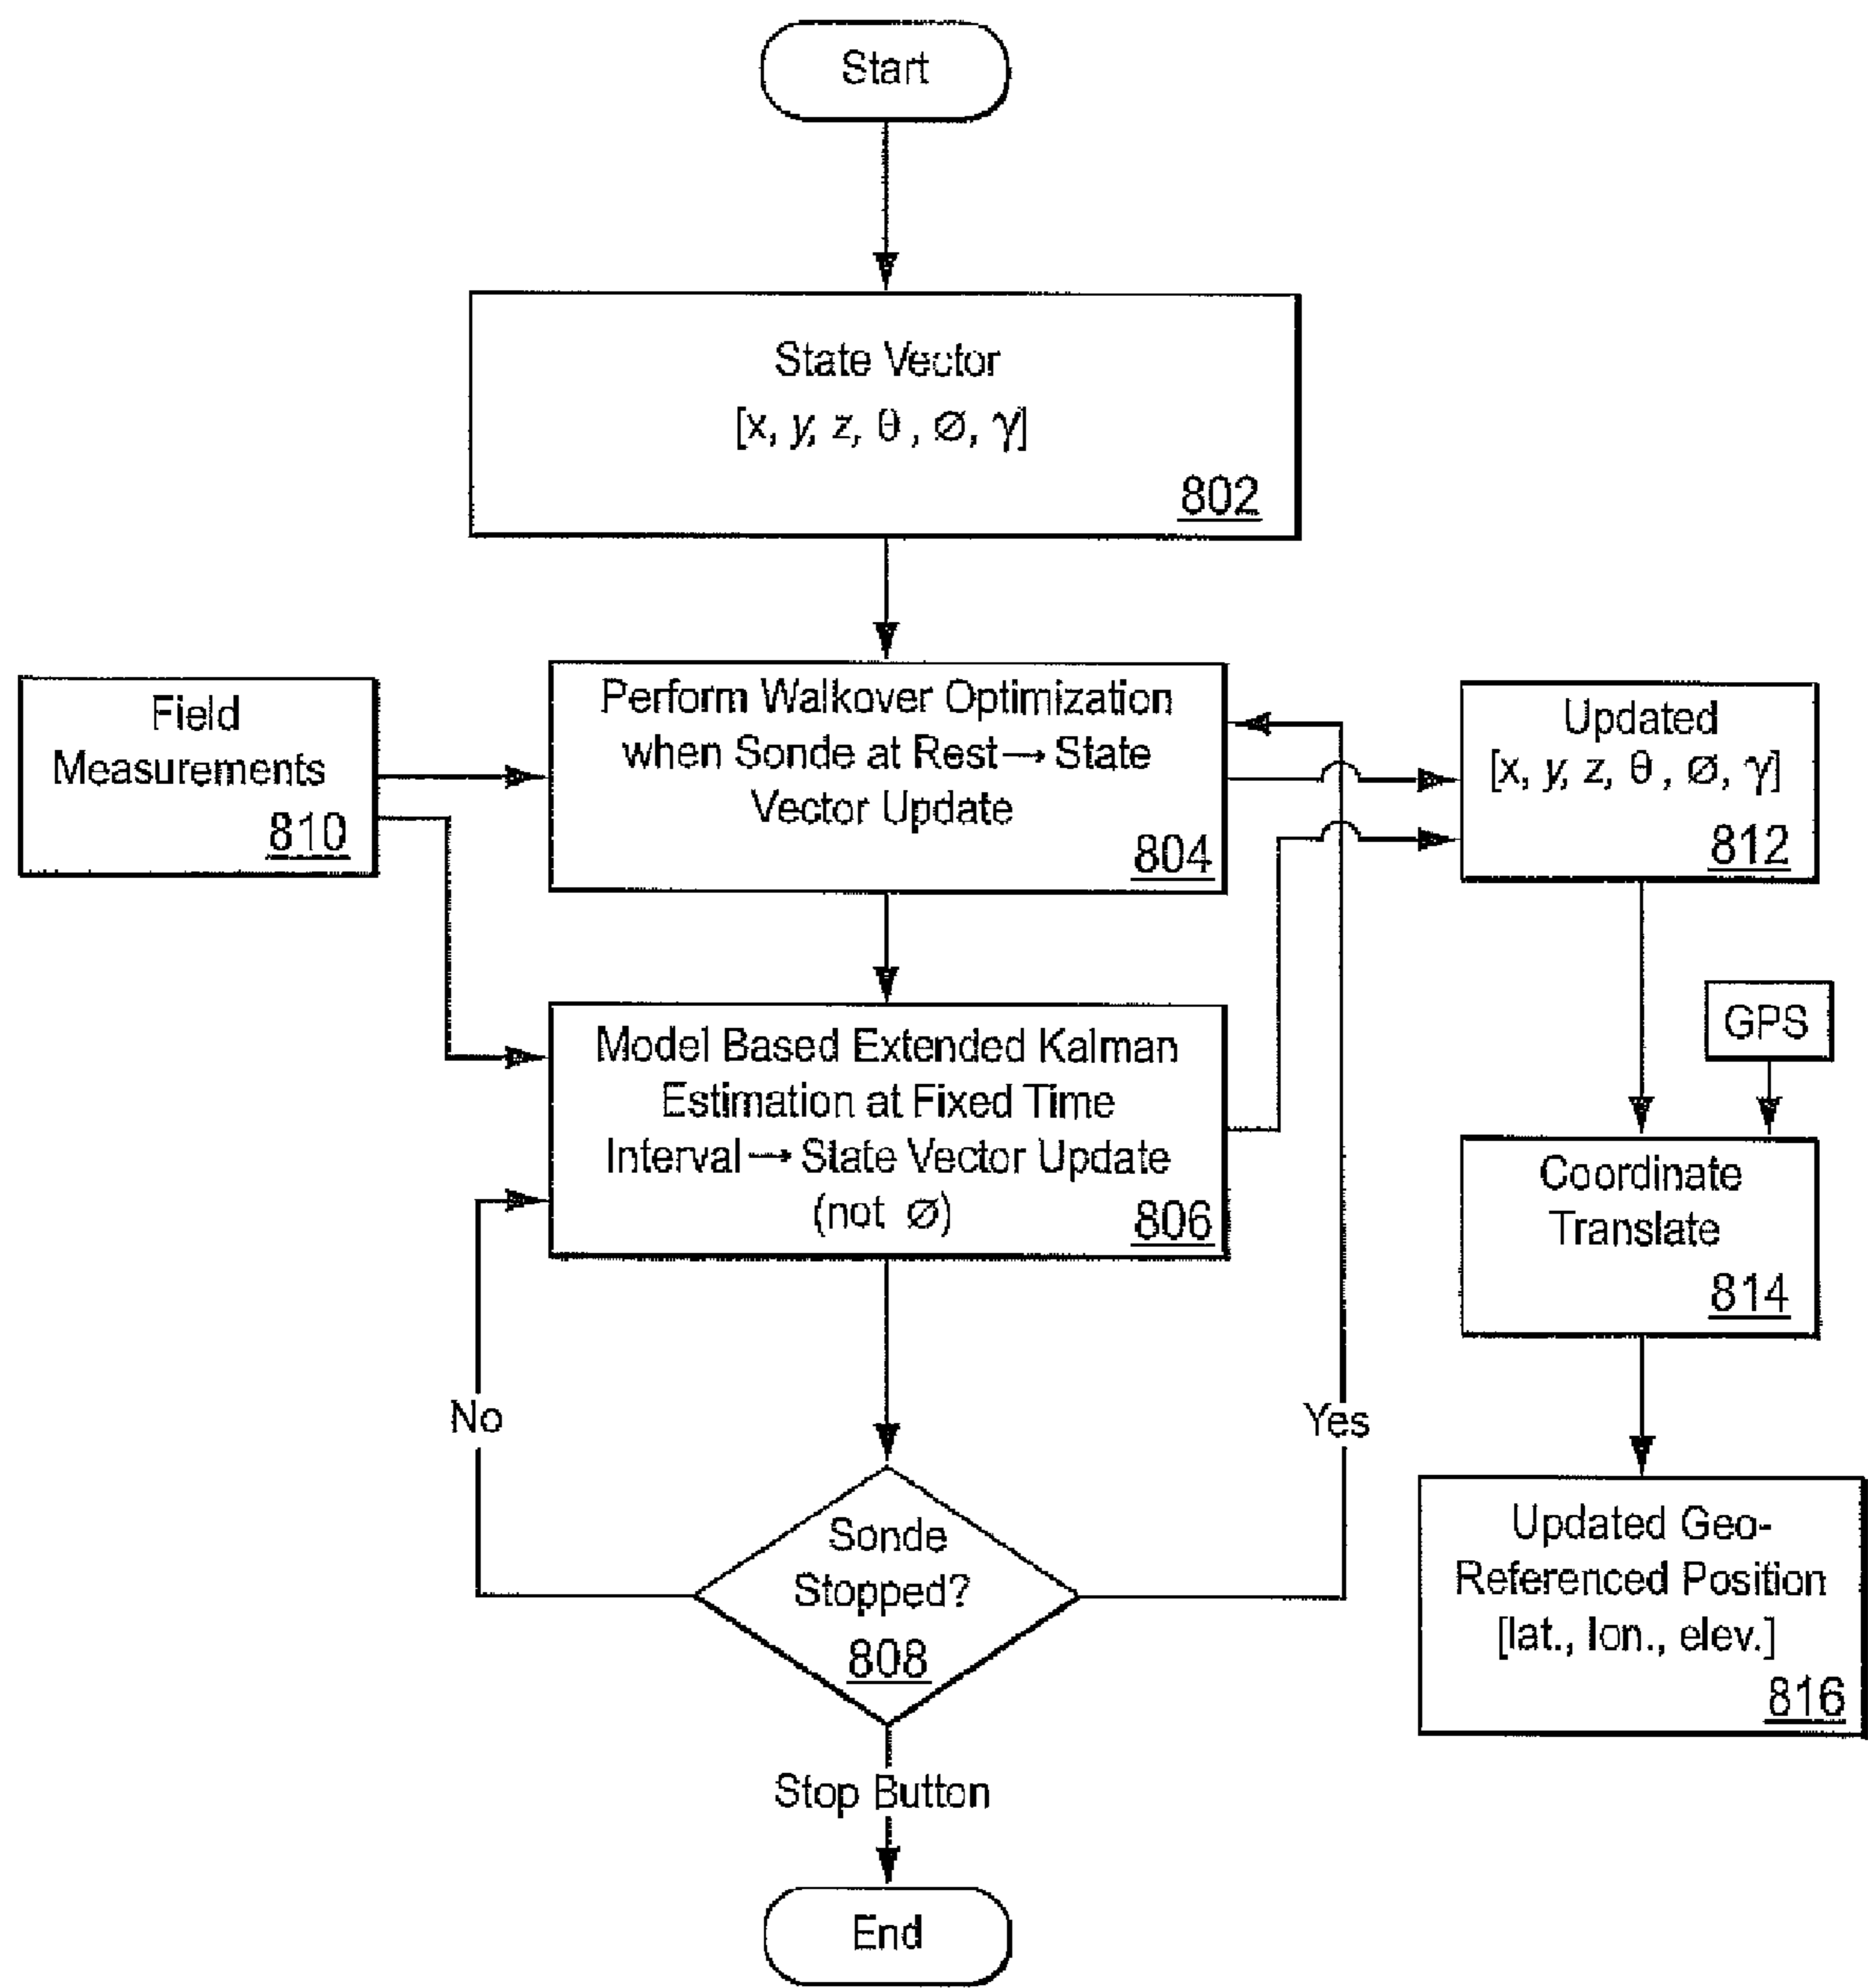 Start
State Vector
[x, y, z, θ , ∅, γ]
802
Field
Measurements
810
Perform Walkover Optimization
when Sonde at Rest→State
Vector Update
804
Updated
[x, y, z, θ , ∅, γ]
812
Model Based Extended Kalman
Estimation at Fixed Time
Interval→State Vector Update
(not ∅)
806
GPS
Coordinate
Translate
814
No
Yes
Sonde
Stopped?
808
Updated Geo-
Referenced Position
[lat., lon., elev.]
816
Stop Button
End